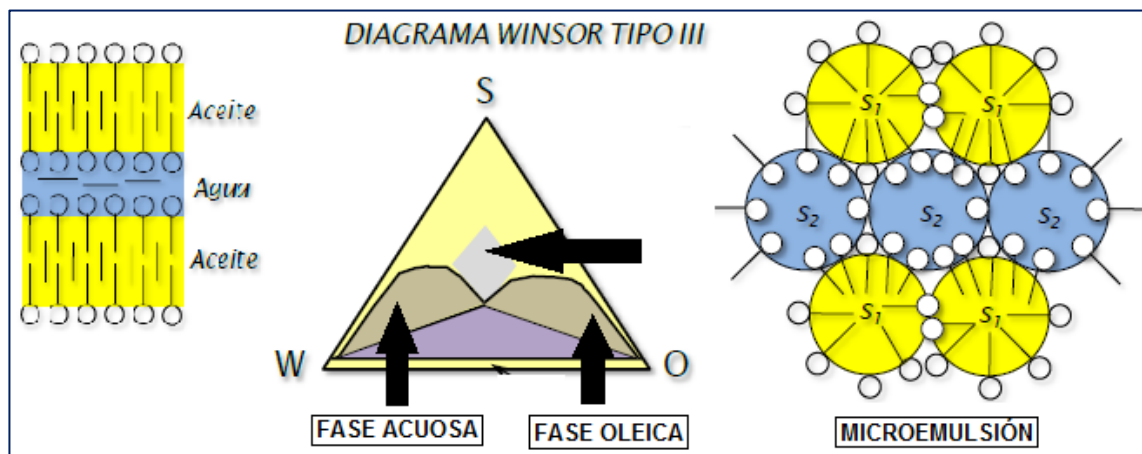 DIAGRAMA WINSOR TIPO III
Aceite
Agua
Aceite
S
W
O
FASE ACUOSA
FASE OLEICA
S1
S1
S2
S2
S2
S1
S1
MICROEMULSIÓN